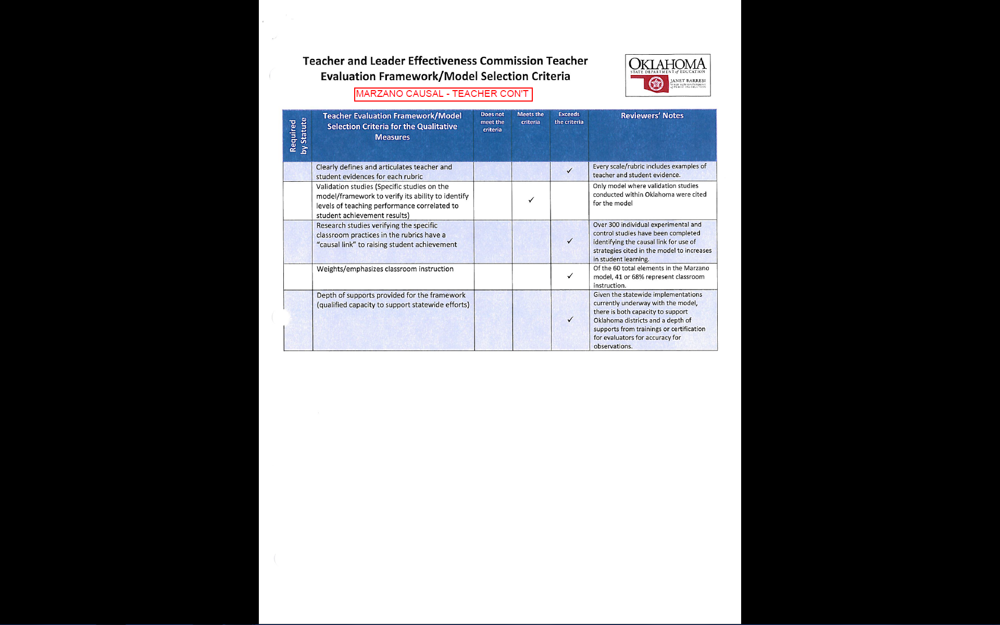 Teacher and Leader Effectiveness Commission Teacher
Evaluation Framework/Model Selection Criteria
MARZANO CAUSAL - TEACHER CON'T
OKLAHOMA
STATE DEPARTMENT of EDUCATION
JANET BARRESI
STATE SUPERINTENDENT
of PUBLIC INSTRUCTION
Required
by Statute
Teacher Evaluation Framework/Model
Selection Criteria for the Qualitative
Measures
Does not
meet the
criteria
Meets the
criteria
Exceeds
the criteria
Reviewers' Notes
Clearly defines and articulates teacher and
student evidences for each rubric
✓
Every scale/rubric includes examples of
teacher and student evidence.
Validation studies (Specific studies on the
model/framework to verify its ability to identify
levels of teaching performance correlated to
student achievement results)
✓
Only model where validation studies
conducted within Oklahoma were cited
for the model
Research studies verifying the specific
classroom practices in the rubrics have a
“causal link” to raising student achievement
✓
Over 300 individual experimental and
control studies have been completed
identifying the causal link for use of
strategies cited in the model to increases
in student learning.
Weights/emphasizes classroom instruction
✓
Of the 60 total elements in the Marzano
model, 41 or 68% represent classroom
instruction.
Depth of supports provided for the framework
(qualified capacity to support statewide efforts)
✓
Given the statewide implementations
currently underway with the model,
there is both capacity to support
Oklahoma districts and a depth of
supports from trainings or certification
for evaluators for accuracy for
observations.